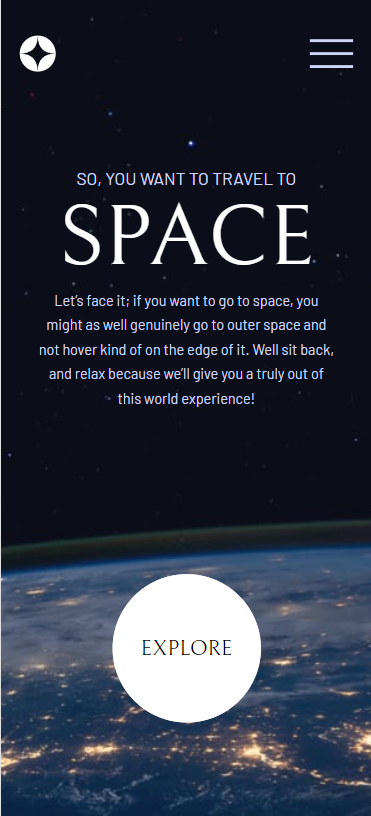 SO, YOU WANT TO TRAVEL TO
SPACE
Let’s face it; if you want to go to space, you
might as well genuinely go to outer space and
not hover kind of on the edge of it. Well sit back,
and relax because we’ll give you a truly out of
this world experience!
EXPLORE